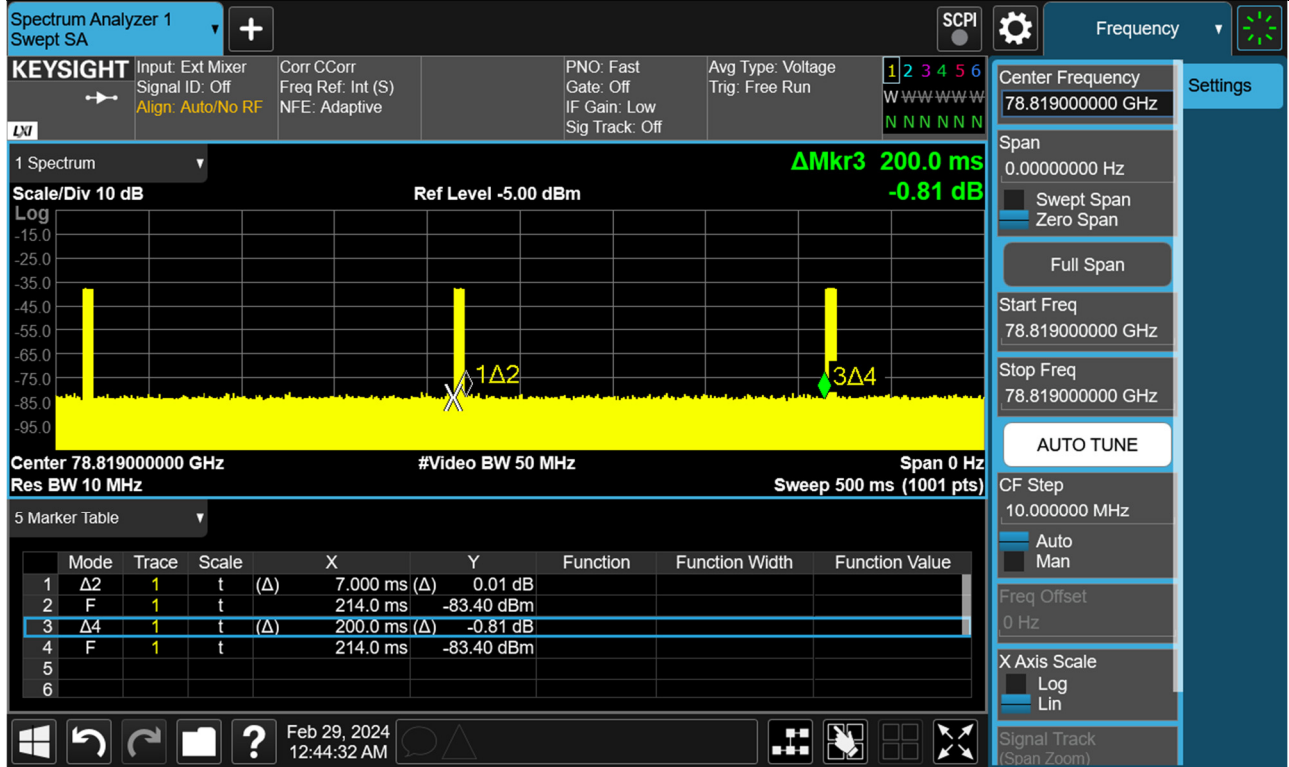 Spectrum Analyzer 1
Swept SA
+
SCPI
Frequency
KEYSIGHT
LXI
Input: Ext Mixer
Signal ID: Off
Align: Auto/No RF
Corr CCorr
Freq Ref: Int (S)
NFE: Adaptive
PNO: Fast
Gate: Off
IF Gain: Low
Sig Track: Off
Avg Type: Voltage
Trig: Free Run
1 2 3 4 5 6
W W W W W W
N N N N N N
1 Spectrum
ΔMkr3 200.0 ms
-0.81 dB
Scale/Div 10 dB
Ref Level -5.00 dBm
Log
-15.0
-25.0
-35.0
-45.0
-55.0
-65.0
-75.0
-85.0
-95.0
1Δ2
3Δ4
X
Center 78.819000000 GHz
#Video BW 50 MHz
Span 0 Hz
Res BW 10 MHz
Sweep 500 ms (1001 pts)
5 Marker Table
Mode Trace Scale X Y Function Function Width Function Value
1 Δ2 1 t (Δ) 7.000 ms (Δ) 0.01 dB
2 F 1 t 214.0 ms -83.40 dBm
3 Δ4 1 t (Δ) 200.0 ms (Δ) -0.81 dB
4 F 1 t 214.0 ms -83.40 dBm
5
6
?
Feb 29, 2024
12:44:32 AM
Center Frequency
78.819000000 GHz
Settings
Span
0.00000000 Hz
Swept Span
Zero Span
Full Span
Start Freq
78.819000000 GHz
Stop Freq
78.819000000 GHz
AUTO TUNE
CF Step
10.000000 MHz
Auto
Man
Freq Offset
0 Hz
X Axis Scale
Log
Lin
Signal Track
(Span Zoom)